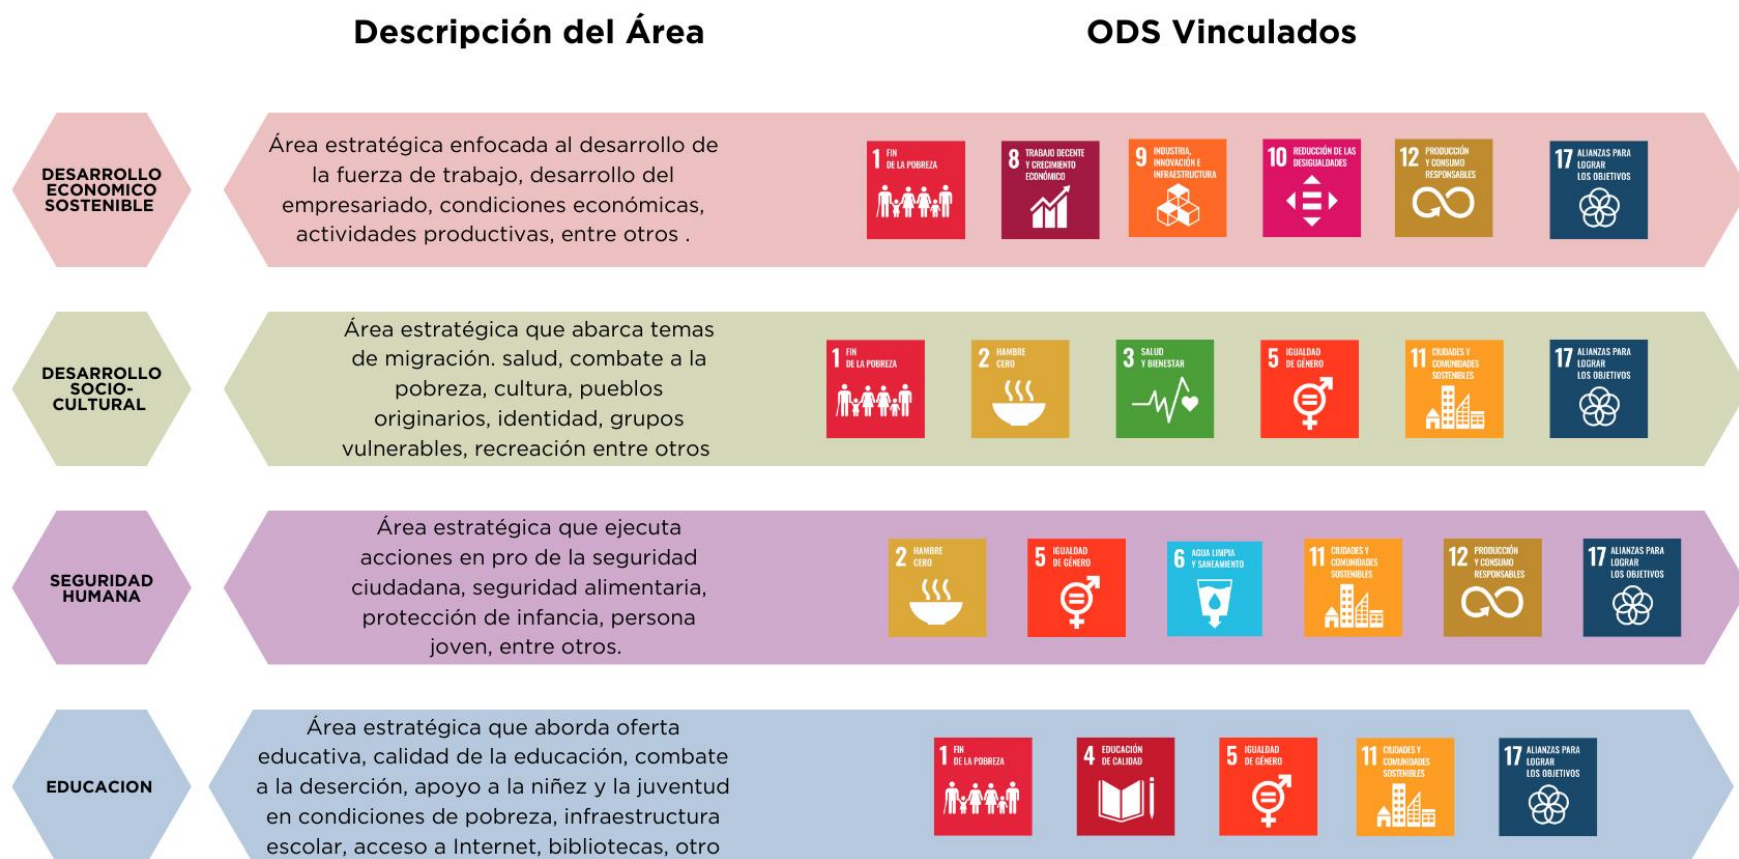 Descripción del Área
ODS Vinculados
DESARROLLO
ECONOMICO
SOSTENIBLE
Área estratégica enfocada al desarrollo de
la fuerza de trabajo, desarrollo del
empresariado, condiciones económicas,
actividades productivas, entre otros .
1 FIN
DE LA POBREZA
8 TRABAJO DECENTE
Y CRECIMIENTO
ECONÓMICO
9 INDUSTRIA,
INNOVACIÓN E
INFRAESTRUCTURA
10 REDUCCIÓN DE LAS
DESIGUALDADES
12 PRODUCCIÓN
Y CONSUMO
RESPONSABLES
17 ALIANZAS PARA
LOGRAR
LOS OBJETIVOS
DESARROLLO
SOCIO-
CULTURAL
Área estratégica que abarca temas
de migración. salud, combate a la
pobreza, cultura, pueblos
originarios, identidad, grupos
vulnerables, recreación entre otros
1 FIN
DE LA POBREZA
2 HAMBRE
CERO
3 SALUD
Y BIENESTAR
5 IGUALDAD
DE GÉNERO
11 CIUDADES Y
COMUNIDADES
SOSTENIBLES
17 ALIANZAS PARA
LOGRAR
LOS OBJETIVOS
SEGURIDAD
HUMANA
Área estratégica que ejecuta
acciones en pro de la seguridad
ciudadana, seguridad alimentaria,
protección de infancia, persona
joven, entre otros.
2 HAMBRE
CERO
5 IGUALDAD
DE GÉNERO
6 AGUA LIMPIA
Y SANEAMIENTO
11 CIUDADES Y
COMUNIDADES
SOSTENIBLES
12 PRODUCCIÓN
Y CONSUMO
RESPONSABLES
17 ALIANZAS PARA
LOGRAR
LOS OBJETIVOS
EDUCACION
Área estratégica que aborda oferta
educativa, calidad de la educación, combate
a la deserción, apoyo a la niñez y la juventud
en condiciones de pobreza, infraestructura
escolar, acceso a Internet, bibliotecas, otro
1 FIN
DE LA POBREZA
4 EDUCACIÓN
DE CALIDAD
5 IGUALDAD
DE GÉNERO
11 CIUDADES Y
COMUNIDADES
SOSTENIBLES
17 ALIANZAS PARA
LOGRAR
LOS OBJETIVOS